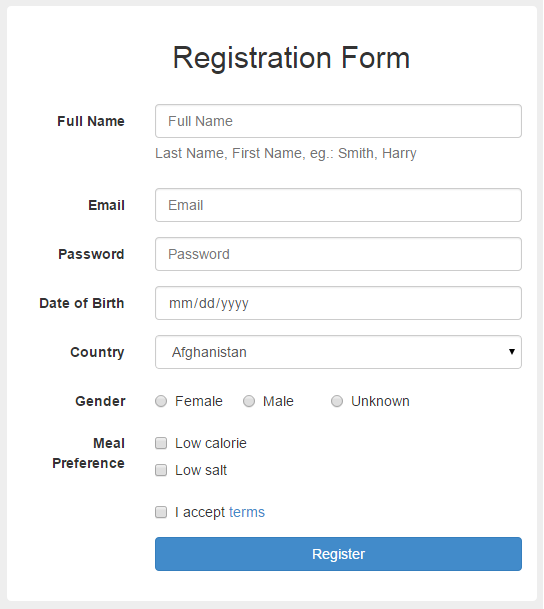 Registration Form
Full Name Full Name
Last Name, First Name, eg.: Smith, Harry
Email Email
Password Password
Date of Birth mm/dd/yyyy
Country Afghanistan
Gender Female Male Unknown
Meal Preference Low calorie
Low salt
I accept terms
Register